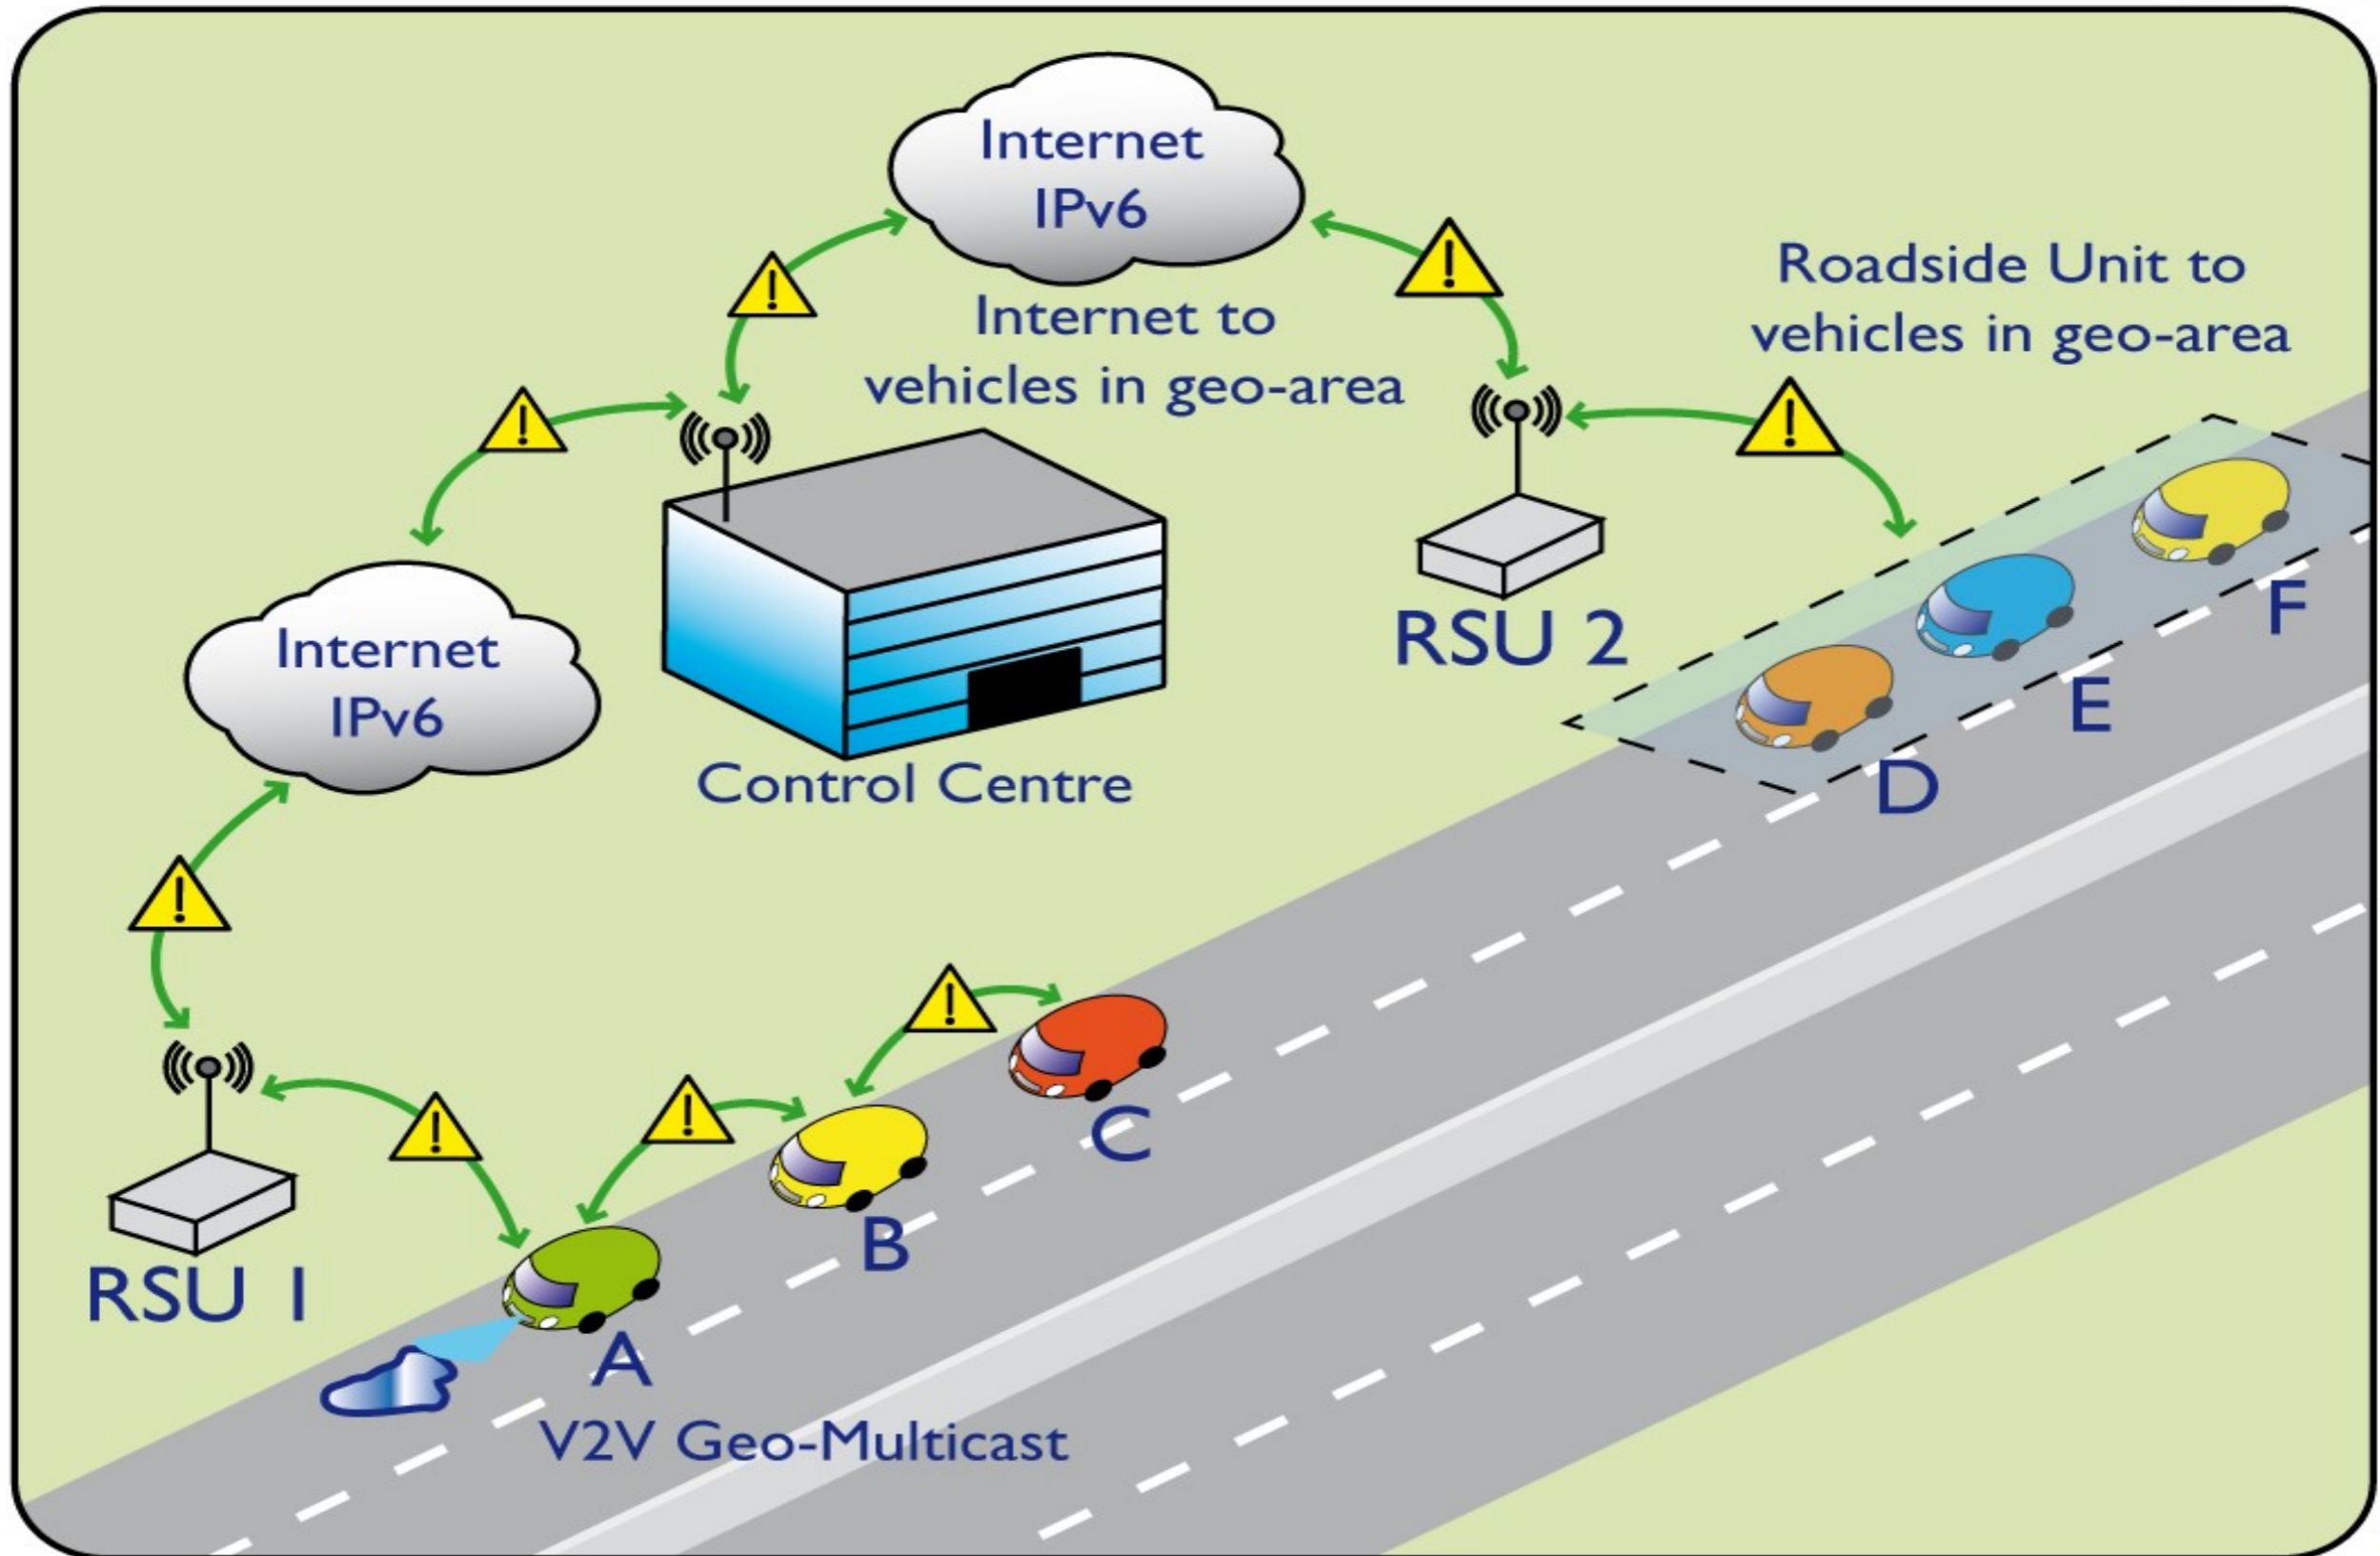 Internet
IPv6
Internet to
vehicles in geo-area
Roadside Unit to
vehicles in geo-area
RSU 2
F
E
D
Internet
IPv6
Control Centre
C
B
RSU 1
A
V2V Geo-Multicast